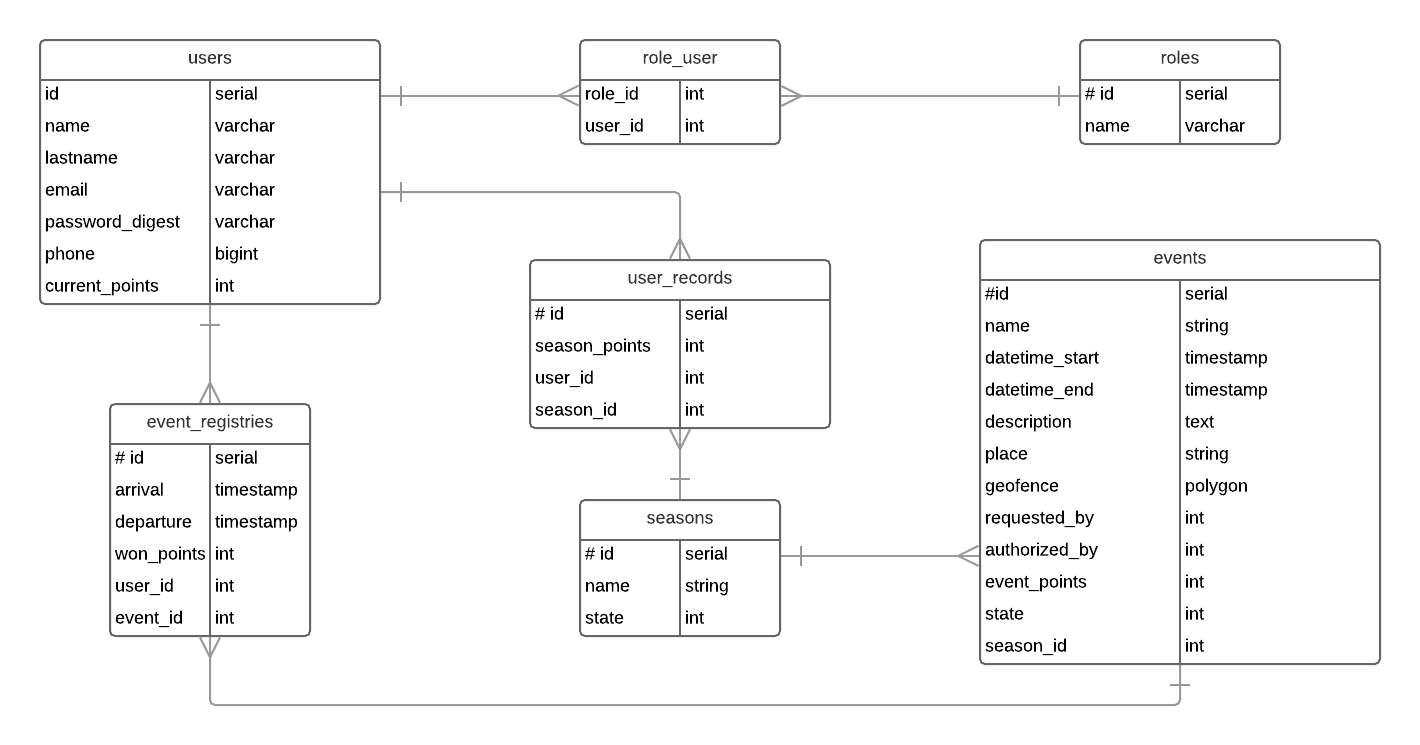 users
id serial
name varchar
lastname varchar
email varchar
password_digest varchar
phone bigint
current_points int
role_user
role_id int
user_id int
roles
# id serial
name varchar
user_records
# id serial
season_points int
user_id int
season_id int
events
#id serial
name string
datetime_start timestamp
datetime_end timestamp
description text
place string
geofence polygon
requested_by int
authorized_by int
event_points int
state int
season_id int
event_registries
# id serial
arrival timestamp
departure timestamp
won_points int
user_id int
event_id int
seasons
# id serial
name string
state int